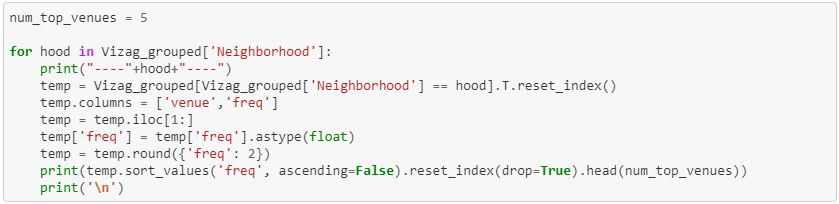 num_top_venues = 5

for hood in Vizag_grouped['Neighborhood']:
    print("----"+hood+"----")
    temp = Vizag_grouped[Vizag_grouped['Neighborhood'] == hood].T.reset_index()
    temp.columns = ['venue','freq']
    temp = temp.iloc[1:]
    temp['freq'] = temp['freq'].astype(float)
    temp = temp.round({'freq': 2})
    print(temp.sort_values('freq', ascending=False).reset_index(drop=True).head(num_top_venues))
    print('\n')